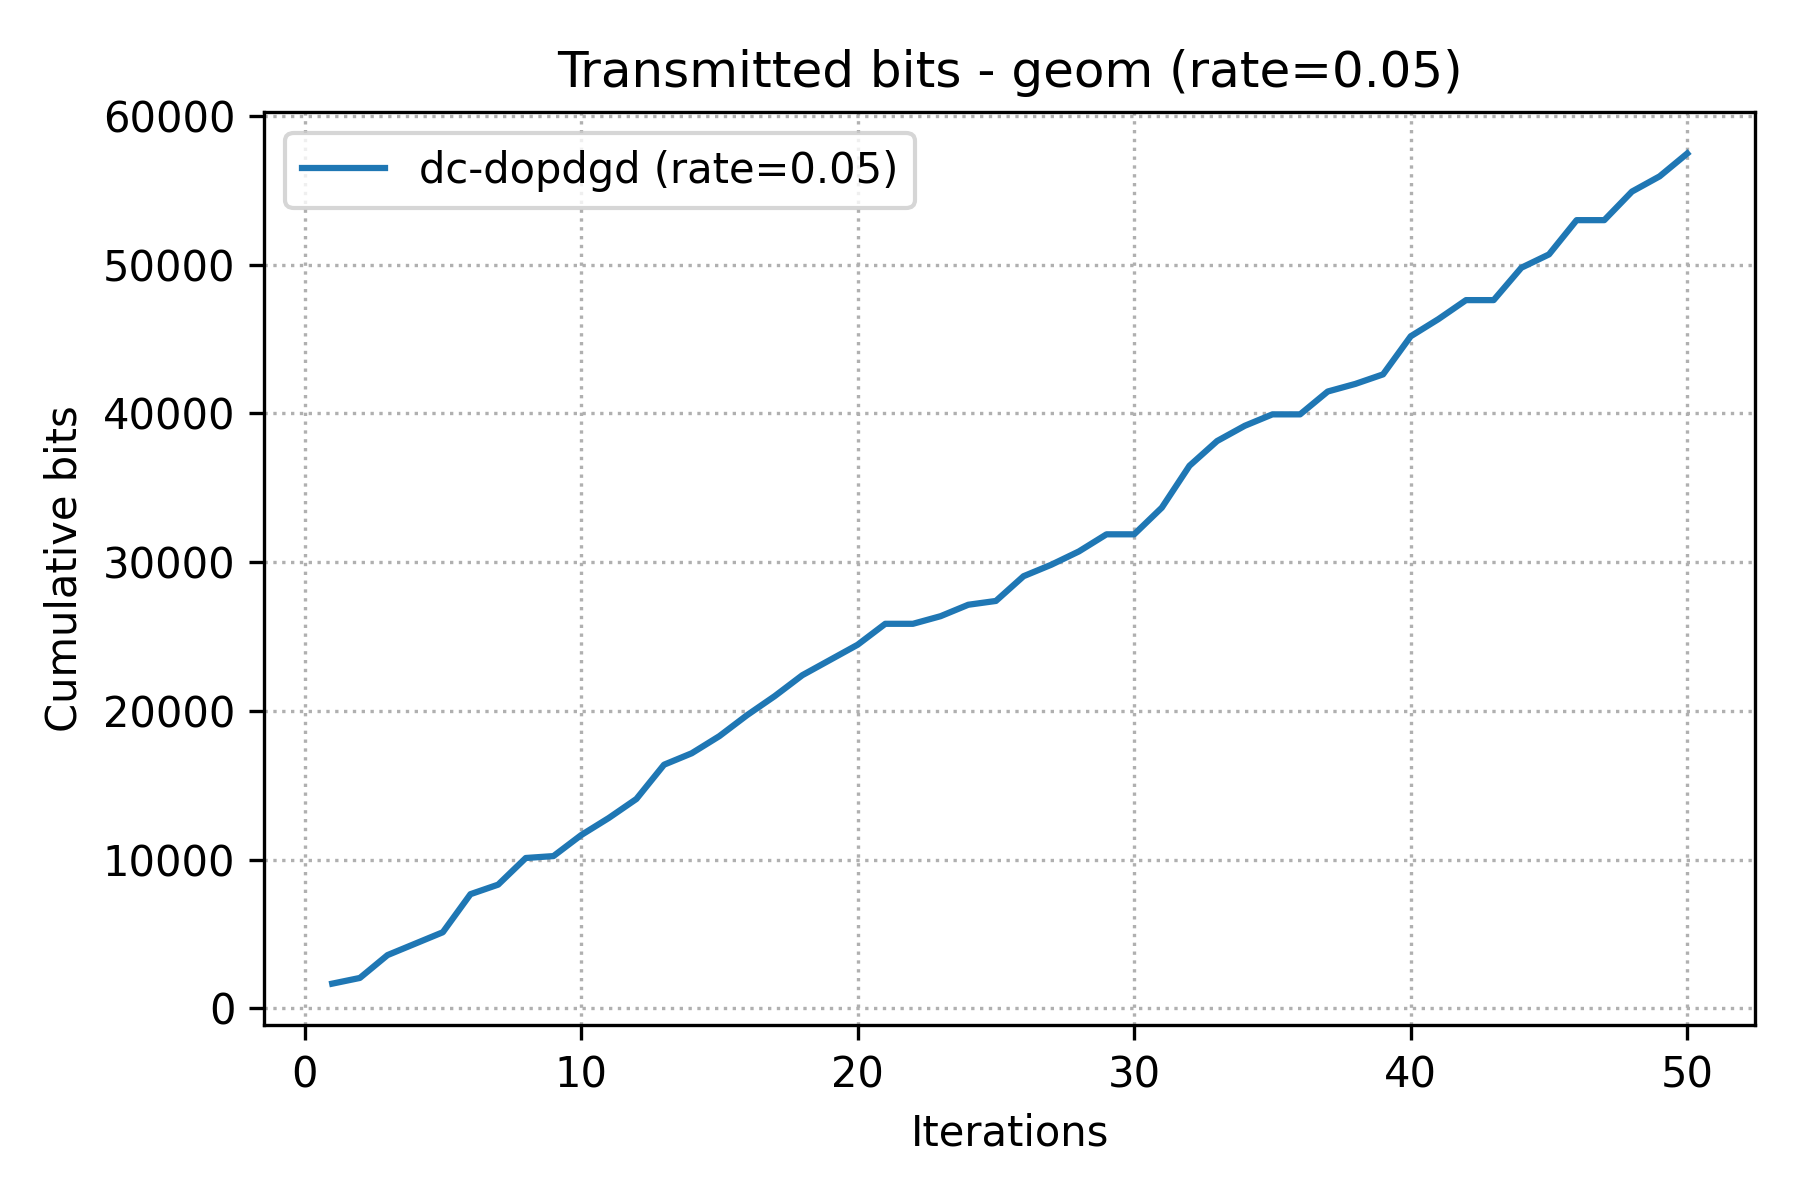 Transmitted bits - geom (rate=0.05)
dc-dopdgd (rate=0.05)
Cumulative bits
60000
50000
40000
30000
20000
10000
0
0 10 20 30 40 50
Iterations